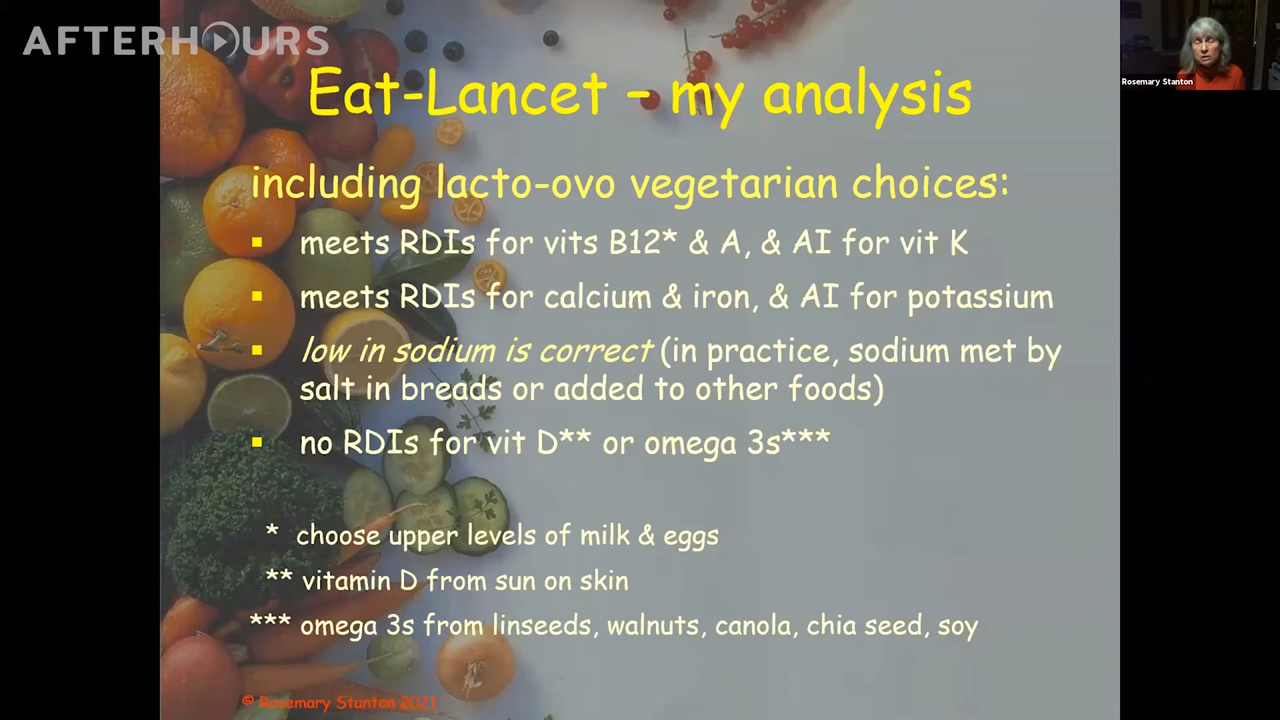 AFTERHOURS
Rosemary Stanton
Eat-Lancet – my analysis
including lacto-ovo vegetarian choices:
▪ meets RDIs for vits B12* & A, & AI for vit K
▪ meets RDIs for calcium & iron, & AI for potassium
▪ low in sodium is correct (in practice, sodium met by
salt in breads or added to other foods)
▪ no RDIs for vit D** or omega 3s***
* choose upper levels of milk & eggs
** vitamin D from sun on skin
*** omega 3s from linseeds, walnuts, canola, chia seed, soy
© Rosemary Stanton 2021